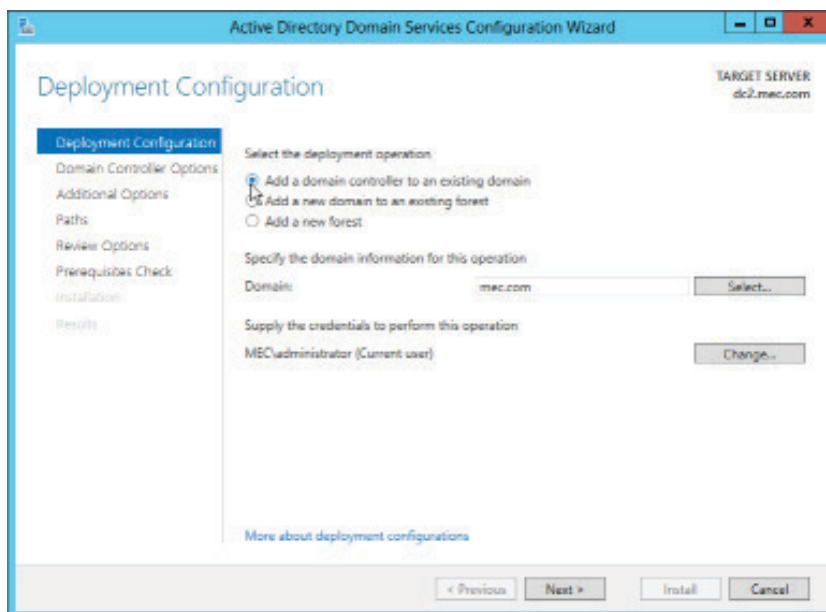 Active Directory Domain Services Configuration Wizard
Deployment Configuration
TARGET SERVER
dc2.mec.com
Deployment Configuration
Domain Controller Options
Additional Options
Paths
Review Options
Prerequisites Check
Installation
Results
Select the deployment operation
Add a domain controller to an existing domain
Add a new domain to an existing forest
Add a new forest
Specify the domain information for this operation
Domain: mec.com Select...
Supply the credentials to perform this operation
MEC\administrator (Current user) Change...
More about deployment configurations
< Previous Next > Install Cancel